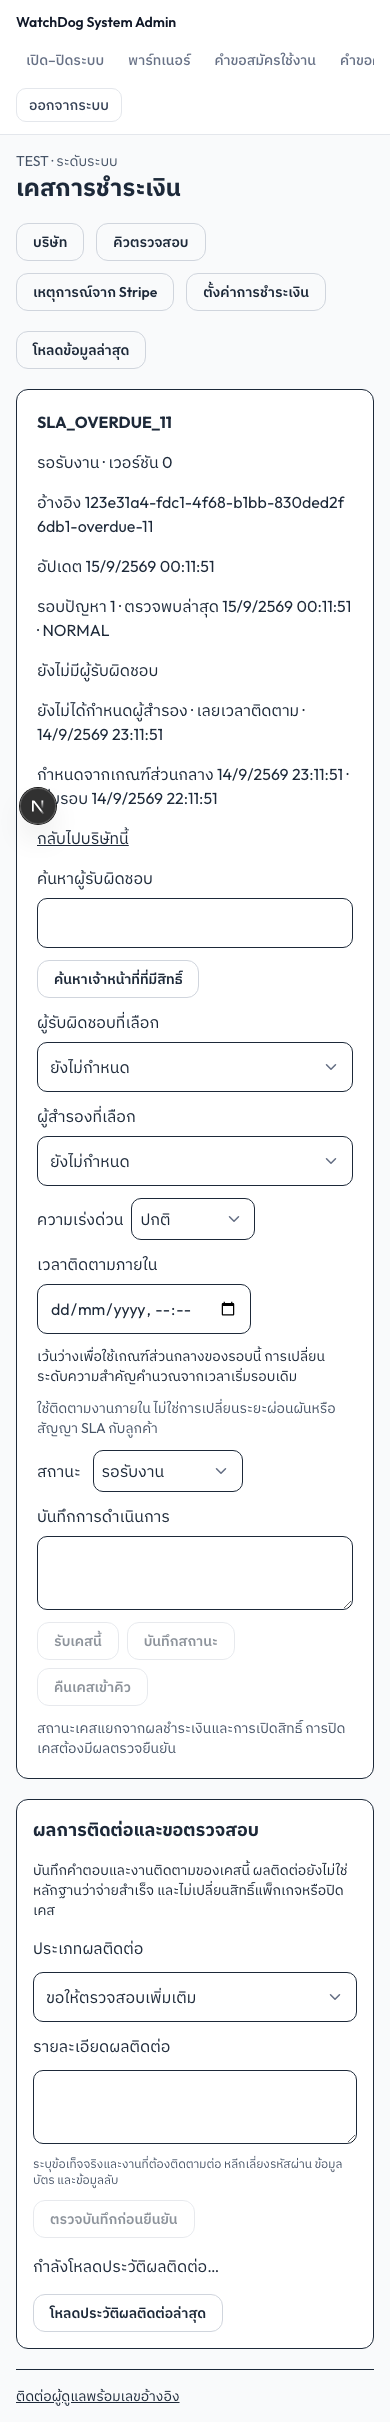 WatchDog System Admin
เปิด-ปิดระบบ พาร์ทเนอร์ คำขอสมัครใช้งาน
ออกจากระบบ
TEST · ระดับระบบ
เคสการชำระเงิน
บริษัท คิวตรวจสอบ
เหตุการณ์จาก Stripe ตั้งค่าการชำระเงิน
โหลดข้อมูลล่าสุด
SLA_OVERDUE_11
รอรับงาน · เวอร์ชัน 0
อ้างอิง 123e31a4-fdc1-4f68-b1bb-830ded2f
6db1-overdue-11
อัปเดต 15/9/2569 00:11:51
รอบปัญหา 1 · ตรวจพบล่าสุด 15/9/2569 00:11:51
· NORMAL
ยังไม่มีผู้รับผิดชอบ
ยังไม่ได้กำหนดผู้สำรอง · เลยเวลาติดตาม ·
14/9/2569 23:11:51
กำหนดจากเกณฑ์ส่วนกลาง 14/9/2569 23:11:51 ·
N
รอบ 14/9/2569 22:11:51
กลับไปบริษัทนี้
ค้นหาผู้รับผิดชอบ
ค้นหาเจ้าหน้าที่ที่มีสิทธิ์
ผู้รับผิดชอบที่เลือก
ยังไม่กำหนด
ผู้สำรองที่เลือก
ยังไม่กำหนด
ความเร่งด่วน ปกติ
เวลาติดตามภายใน
dd/mm/yyyy, --:--
เว้นว่างเพื่อใช้เกณฑ์ส่วนกลางของรอบนี้ การเปลี่ยน
ระดับความสำคัญคำนวณจากเวลาเริ่มรอบเดิม
ใช้ติดตามงานภายใน ไม่ใช่การเปลี่ยนระยะผ่อนผันหรือ
สัญญา SLA กับลูกค้า
สถานะ รอรับงาน
บันทึกการดำเนินการ
รับเคสนี้ บันทึกสถานะ
คืนเคสเข้าคิว
สถานะเคสแยกจากผลชำระเงินและการเปิดสิทธิ์ การปิด
เคสต้องมีผลตรวจยืนยัน
ผลการติดต่อและขอตรวจสอบ
บันทึกคำตอบและงานติดตามของเคสนี้ ผลติดต่อยังไม่ใช่
หลักฐานว่าจ่ายสำเร็จ และไม่เปลี่ยนสิทธิ์แพ็กเกจหรือปิด
เคส
ประเภทผลติดต่อ
ขอให้ตรวจสอบเพิ่มเติม
รายละเอียดผลติดต่อ
ระบุข้อเท็จจริงและงานที่ต้องติดตามต่อ หลีกเลี่ยงรหัสผ่าน ข้อมูล
บัตร และข้อมูลลับ
ตรวจบันทึกก่อนยืนยัน
กำลังโหลดประวัติผลติดต่อ…
โหลดประวัติผลติดต่อล่าสุด
ติดต่อผู้ดูแลพร้อมเลขอ้างอิง